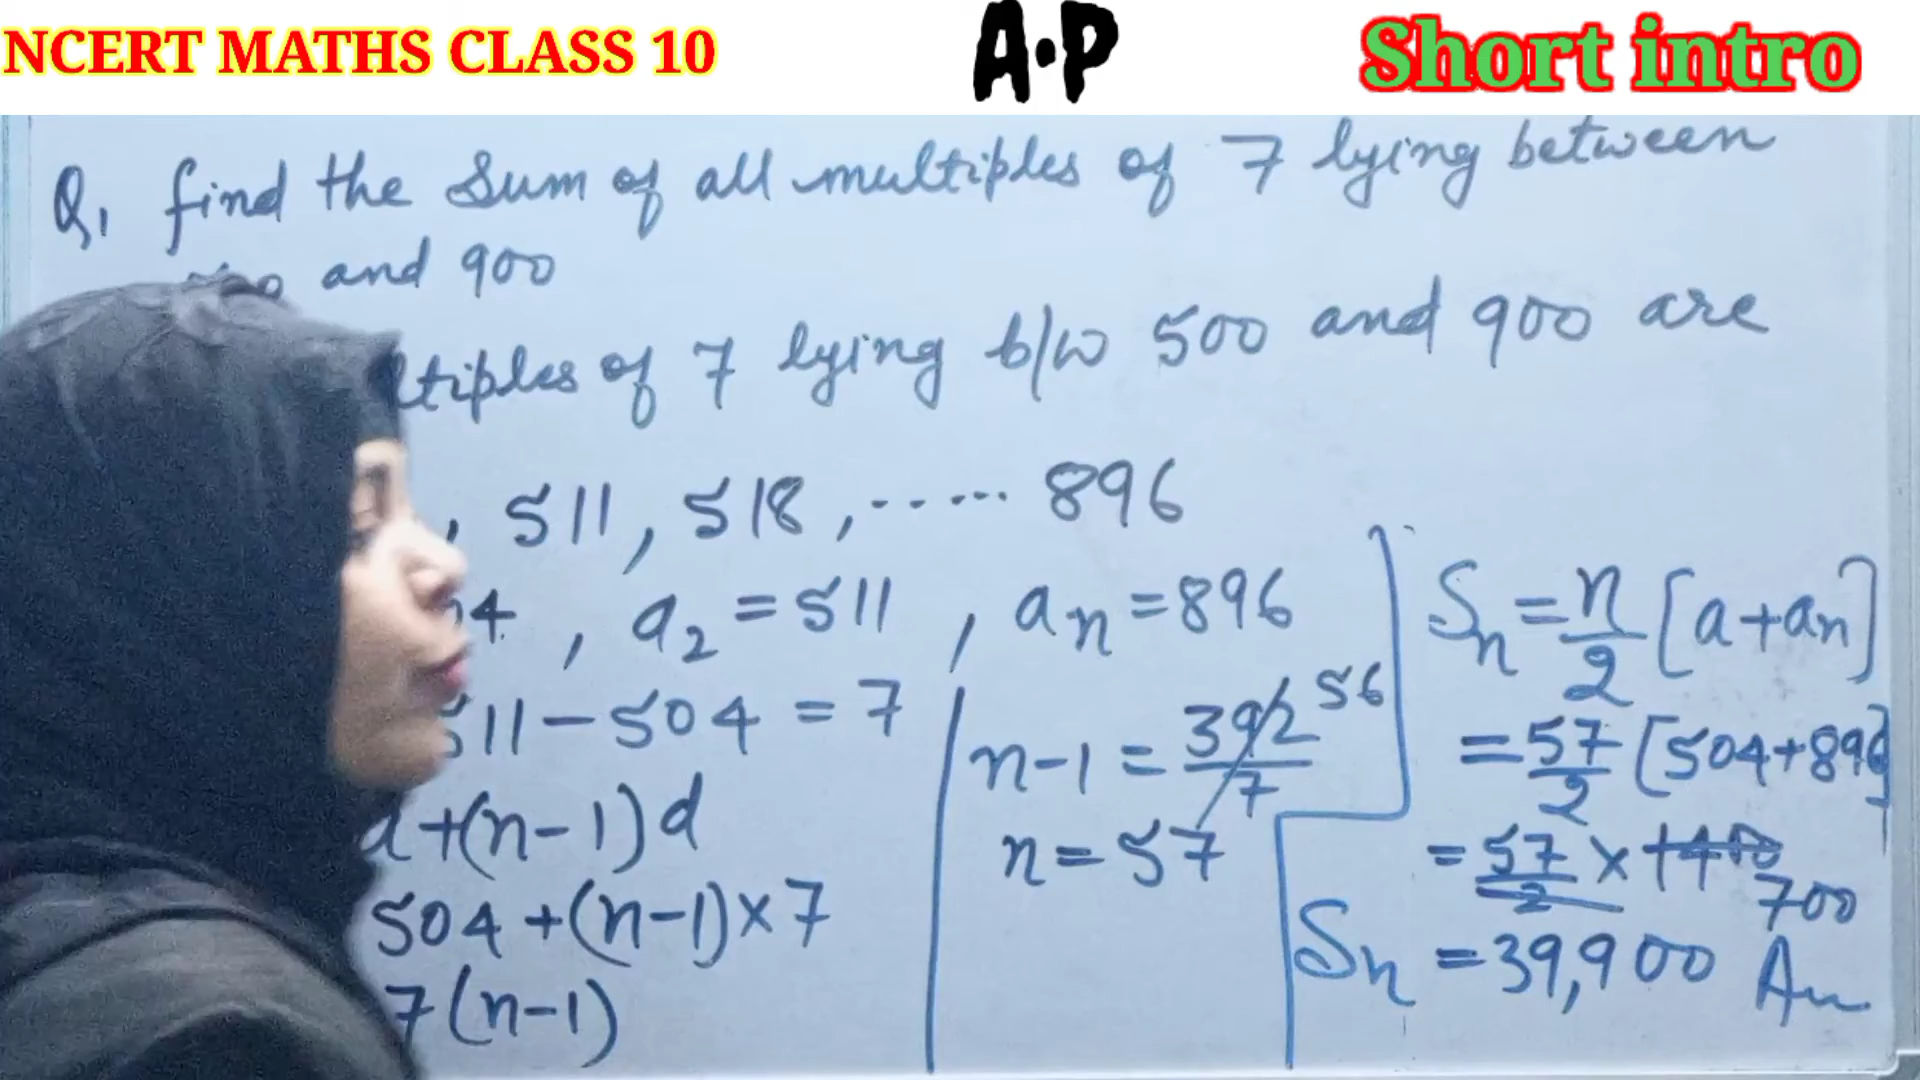 NCERT MATHS CLASS 10
A.P
Short intro
Q1 find the sum of all multiples of 7 lying between
and 900
ltiples of 7 lying b/w 500 and 900 are
, 511, 518, ..... 896
4 , a2 = 511 , an = 896
511 - 504 = 7
a + (n-1) d
504 + (n-1) x 7
7 (n-1)
n-1 = 392/7 56
n = 57
Sn = n/2 [a + an]
= 57/2 [504 + 896]
= 57/2 x 1400 700
Sn = 39,900 An